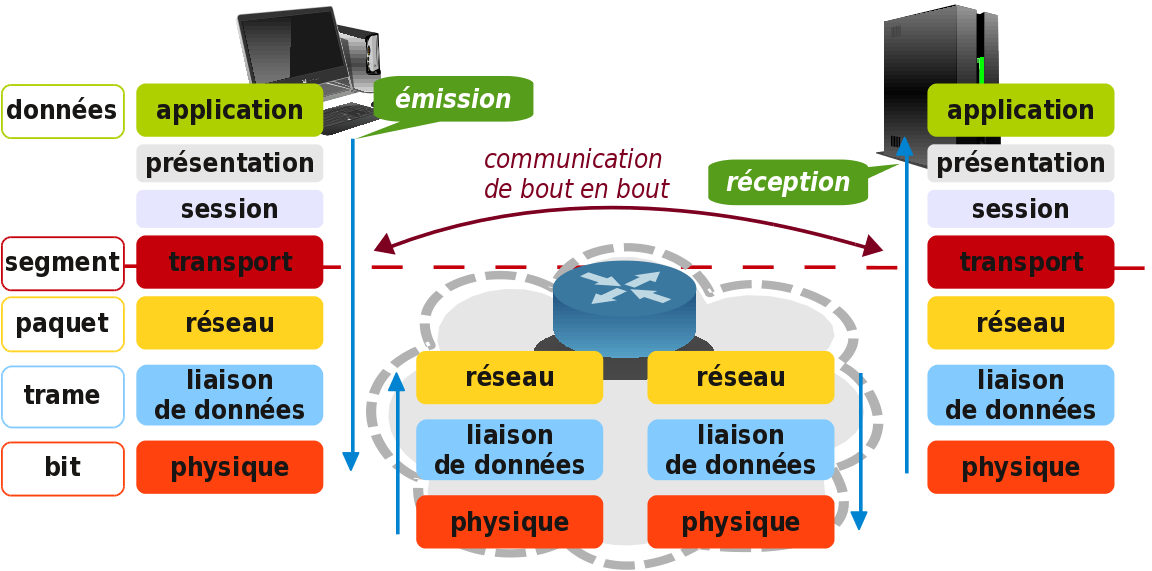 émission
données
application
application
communication
de bout en bout
présentation
présentation
réception
session
session
segment
transport
transport
paquet
réseau
réseau
réseau
réseau
trame
liaison
de données
liaison
de données
liaison
de données
liaison
de données
bit
physique
physique
physique
physique